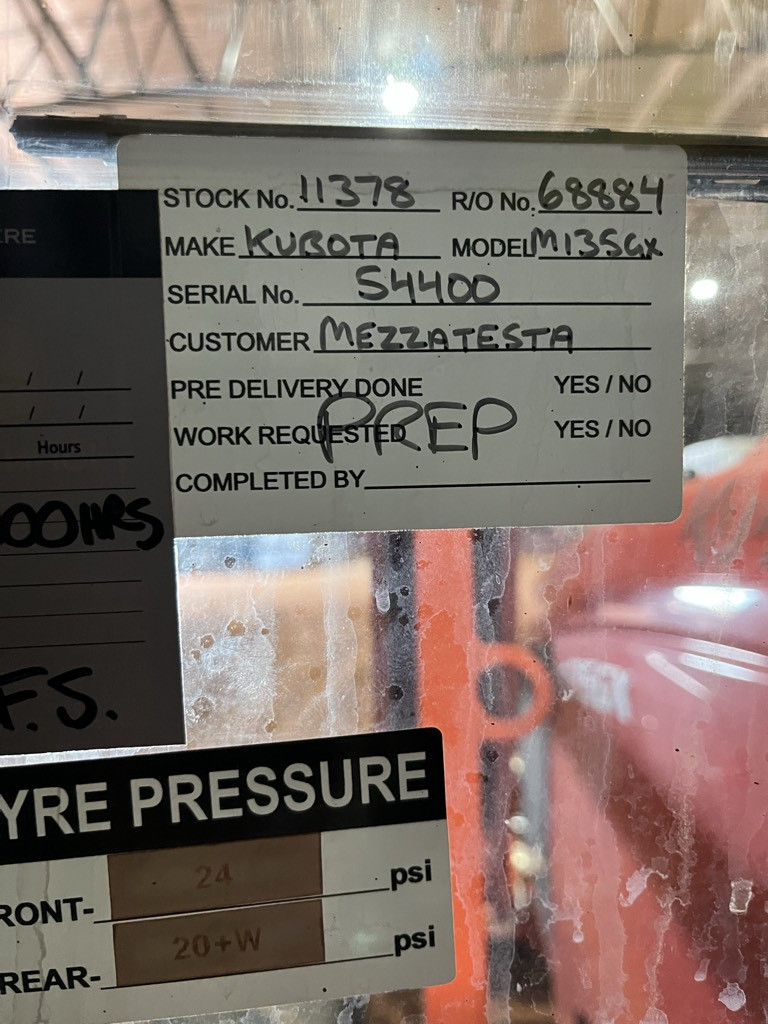 STOCK No. 11378 R/O No. 68884
MAKE KUBOTA MODEL M135GX
SERIAL No. 54400
CUSTOMER MEZZATESTA
PRE DELIVERY DONE YES / NO
WORK REQUESTED YES / NO
PREP
COMPLETED BY
ERE
/ /
/ /
Hours
00HRS
F.S.
YRE PRESSURE
RONT- 24 psi
REAR- 20+W psi